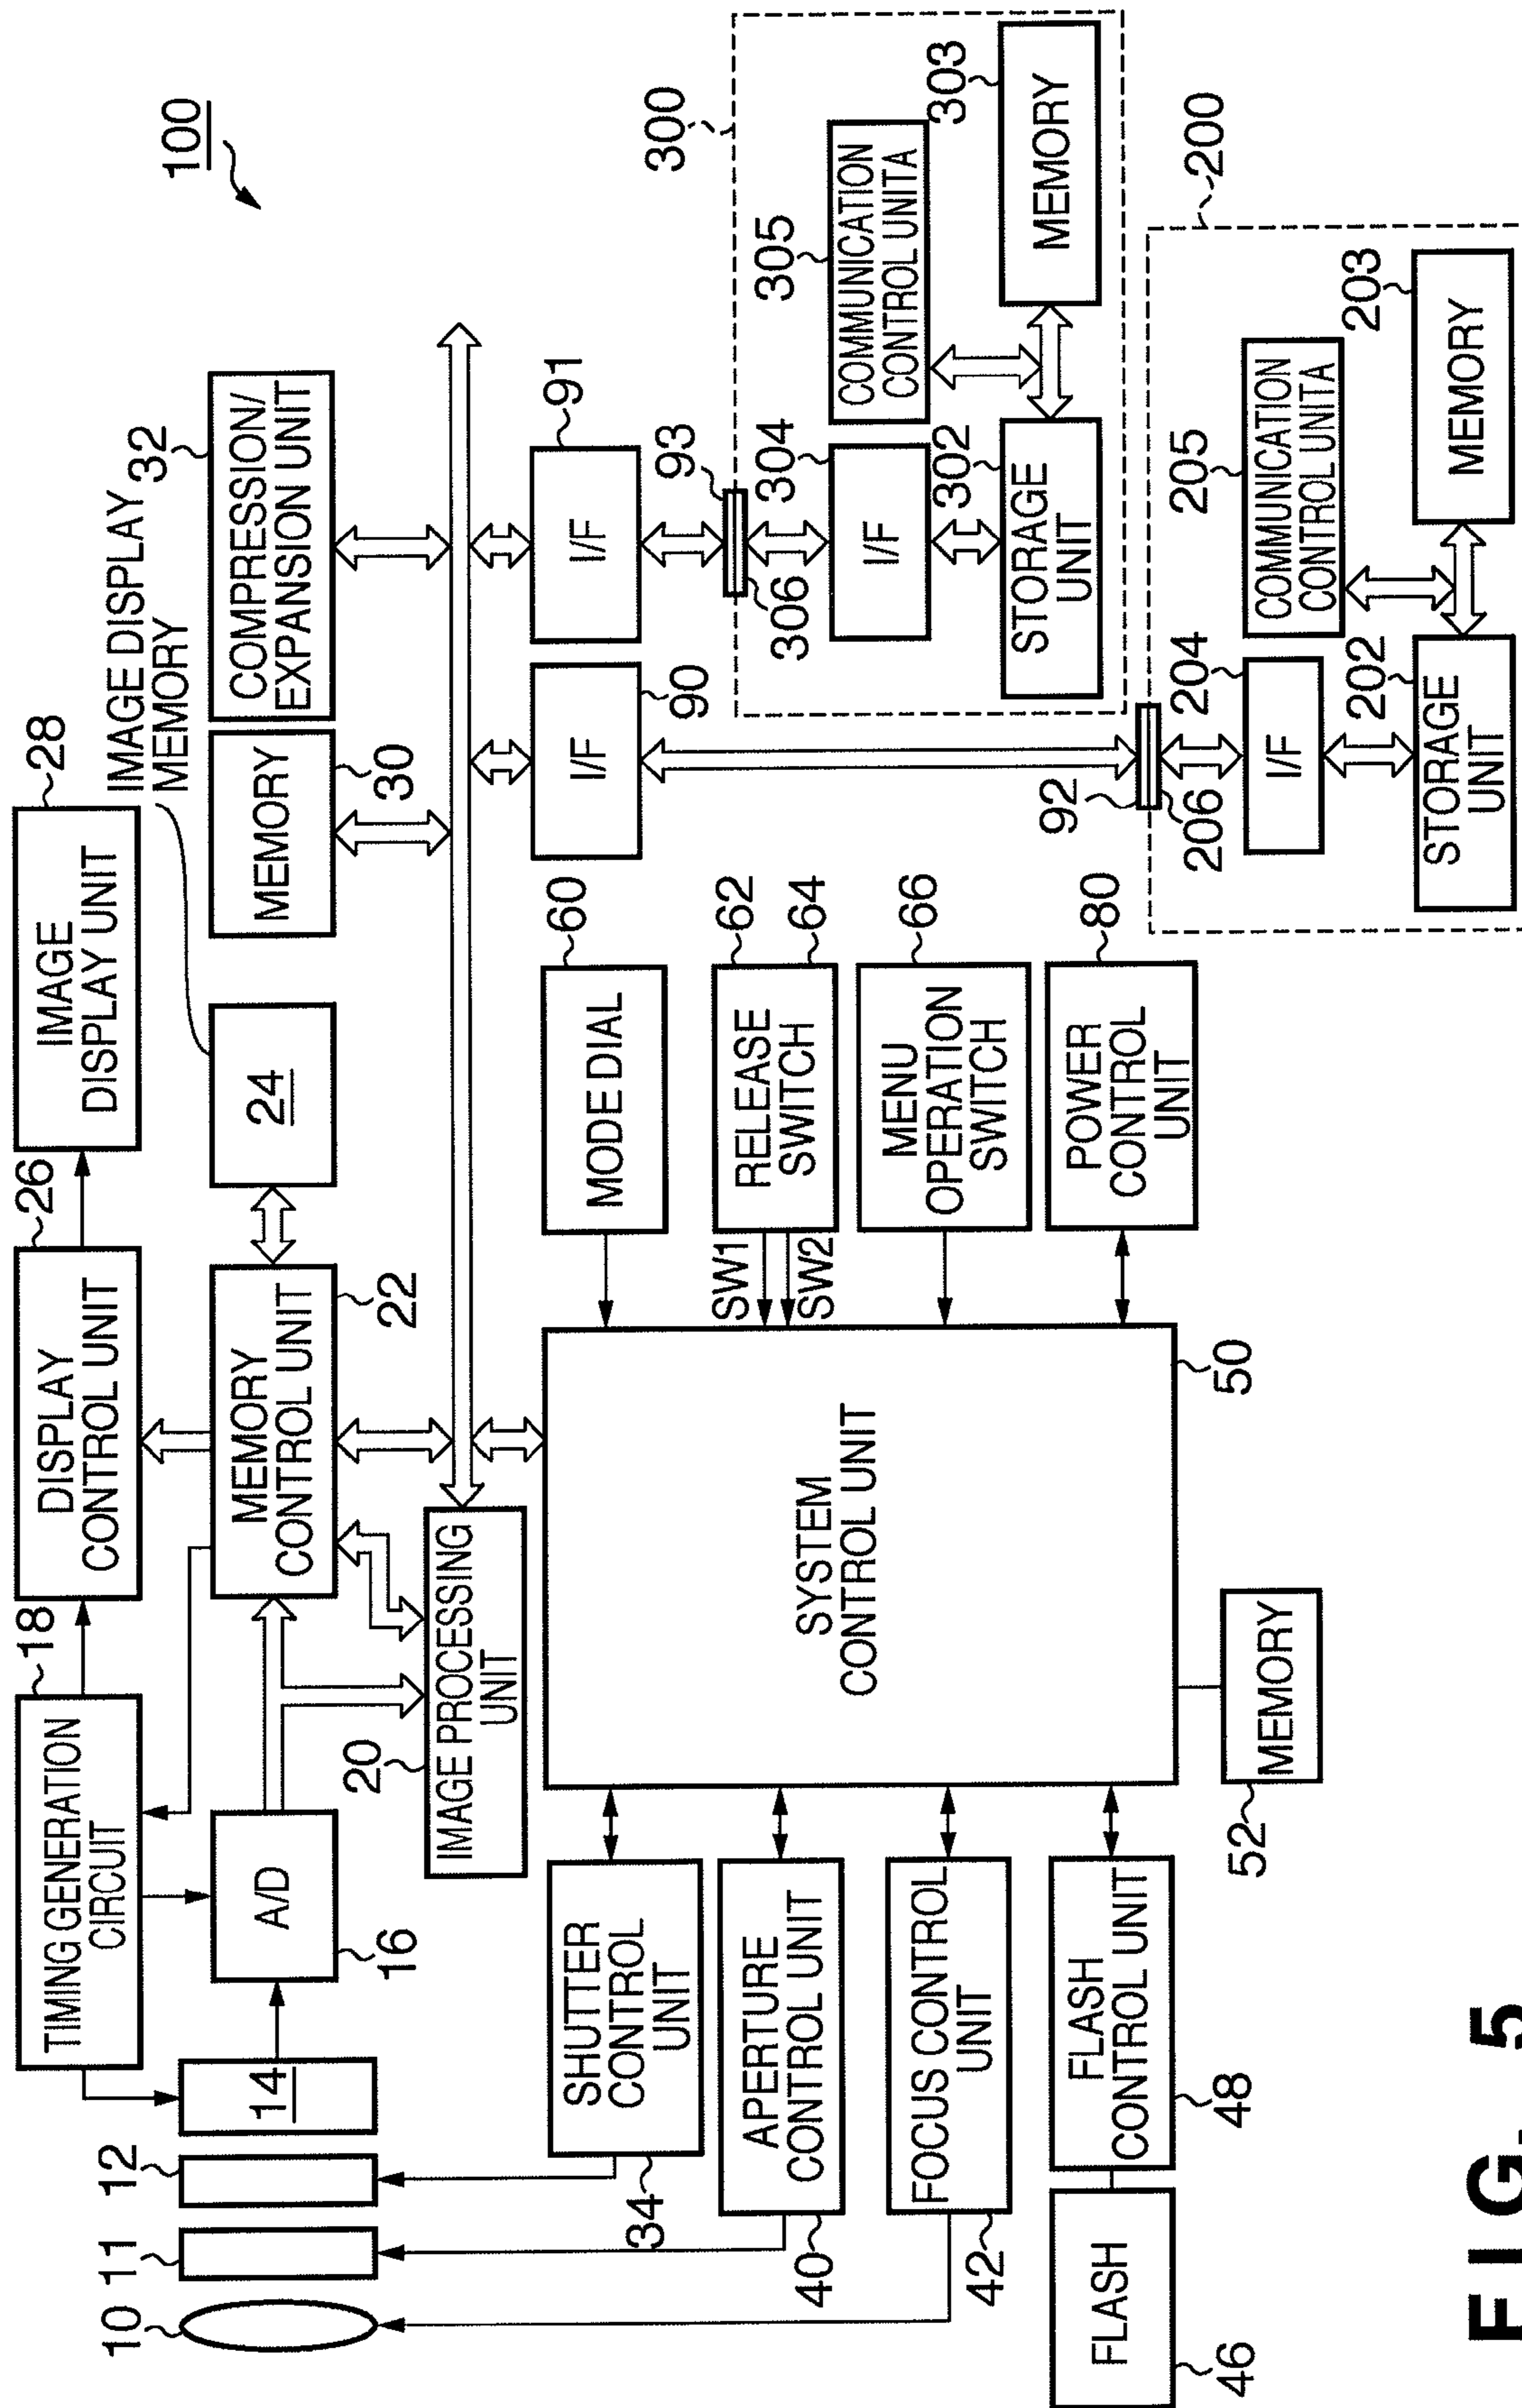 100
TIMING GENERATION
CIRCUIT
18
DISPLAY
CONTROL UNIT
26
IMAGE
DISPLAY UNIT
28
IMAGE DISPLAY
MEMORY
10
11
12
14
A/D
16
MEMORY
CONTROL UNIT
22
24
MEMORY
30
COMPRESSION/
EXPANSION UNIT
32
20
IMAGE PROCESSING
UNIT
SHUTTER
CONTROL
UNIT
34
APERTURE
CONTROL UNIT
40
FOCUS CONTROL
UNIT
42
FLASH
CONTROL UNIT
48
FLASH
46
SYSTEM
CONTROL UNIT
50
MEMORY
52
MODE DIAL
60
SW1
SW2
RELEASE
SWITCH
62
64
MENU
OPERATION
SWITCH
66
POWER
CONTROL
UNIT
80
I/F
90
I/F
91
93
306
300
I/F
304
COMMUNICATION
CONTROL UNITA
305
STORAGE
UNIT
302
MEMORY
303
92
206
200
I/F
204
COMMUNICATION
CONTROL UNITA
205
STORAGE
UNIT
202
MEMORY
203
FIG. 5